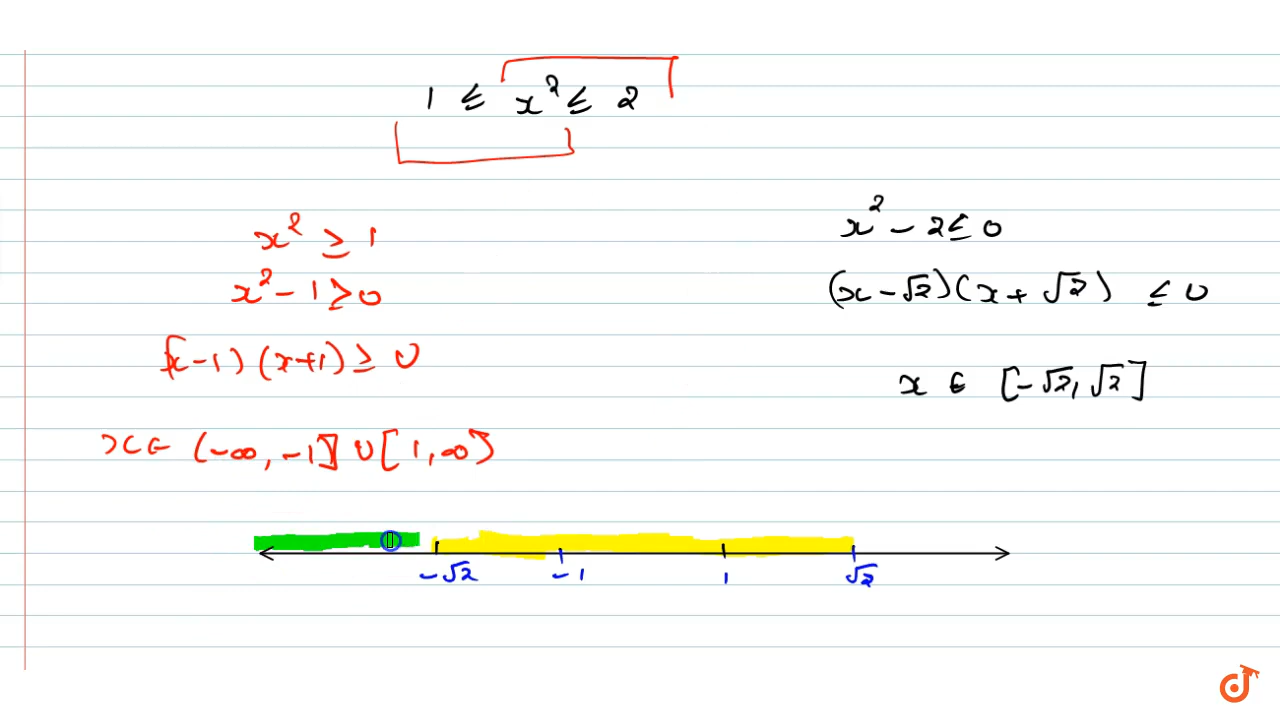 1 ≤ x² ≤ 2
x² ≥ 1
x² - 1 ≥ 0
(x-1) (x+1) ≥ 0
x ∈ (-∞, -1] ∪ [1, ∞)
x² - 2 ≤ 0
(x - √2)(x + √2) ≤ 0
x ∈ [-√2, √2]
-√2 -1 1 √2